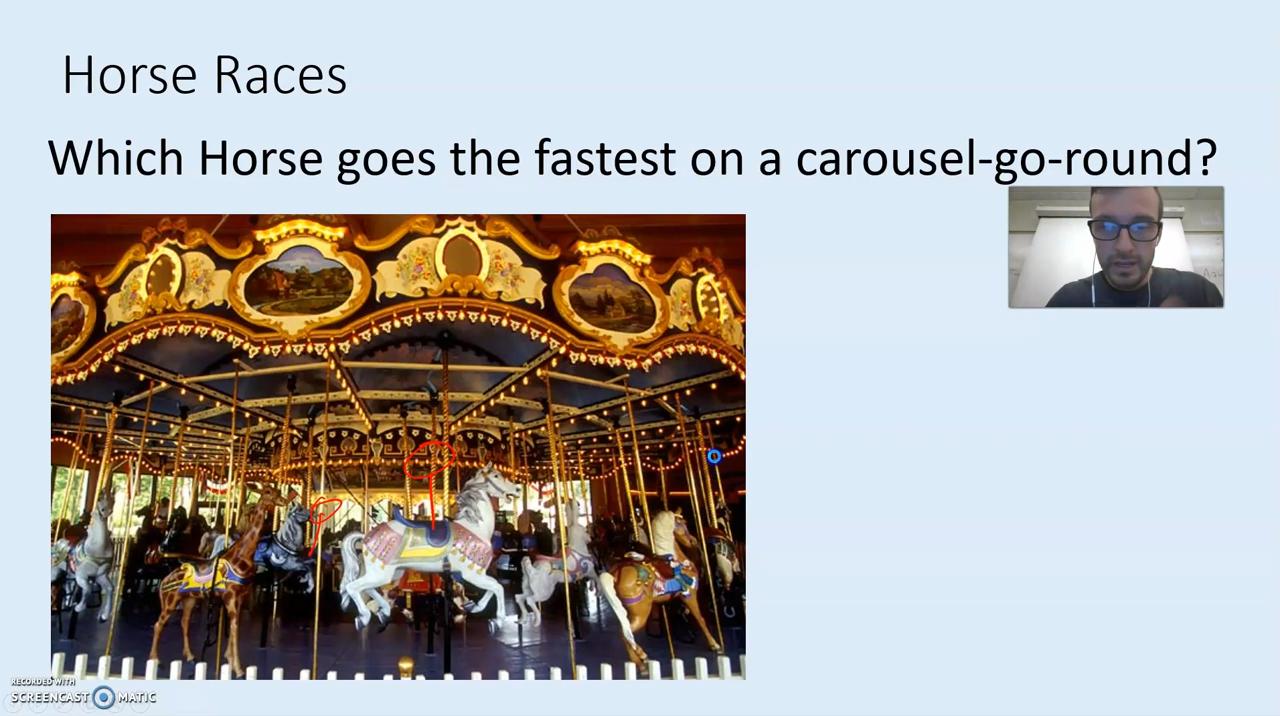 Horse Races
Which Horse goes the fastest on a carousel-go-round?
RECORDED WITH
SCREENCAST MATIC